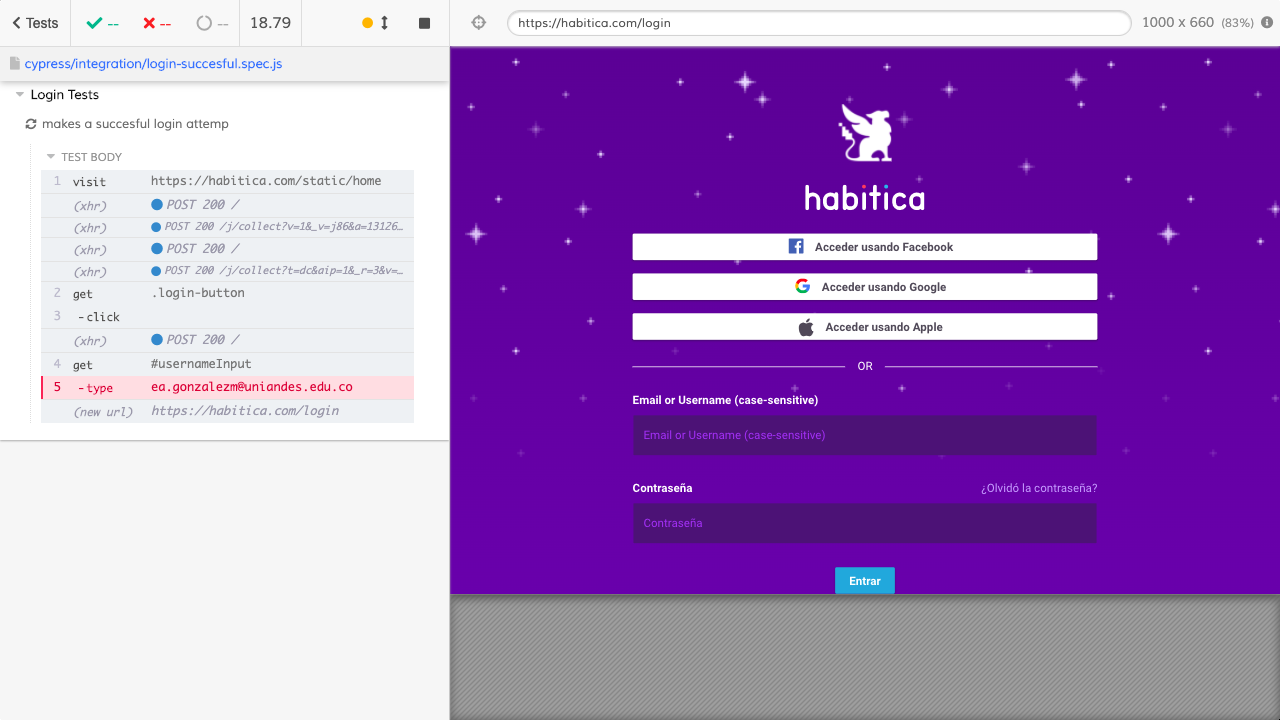 Tests
--
--
--
18.79
https://habitica.com/login
1000 x 660 (83%)
cypress/integration/login-succesful.spec.js
Login Tests
makes a succesful login attemp
TEST BODY
1 visit https://habitica.com/static/home
(xhr) POST 200 /
(xhr) POST 200 /j/collect?v=1&_v=j86&a=13126…
(xhr) POST 200 /
(xhr) POST 200 /j/collect?t=dc&aip=1&_r=3&v=…
2 get .login-button
3 -click
(xhr) POST 200 /
4 get #usernameInput
5 -type ea.gonzalezm@uniandes.edu.co
(new url) https://habitica.com/login
habitica
Acceder usando Facebook
Acceder usando Google
Acceder usando Apple
OR
Email or Username (case-sensitive)
Email or Username (case-sensitive)
Contraseña ¿Olvidó la contraseña?
Contraseña
Entrar